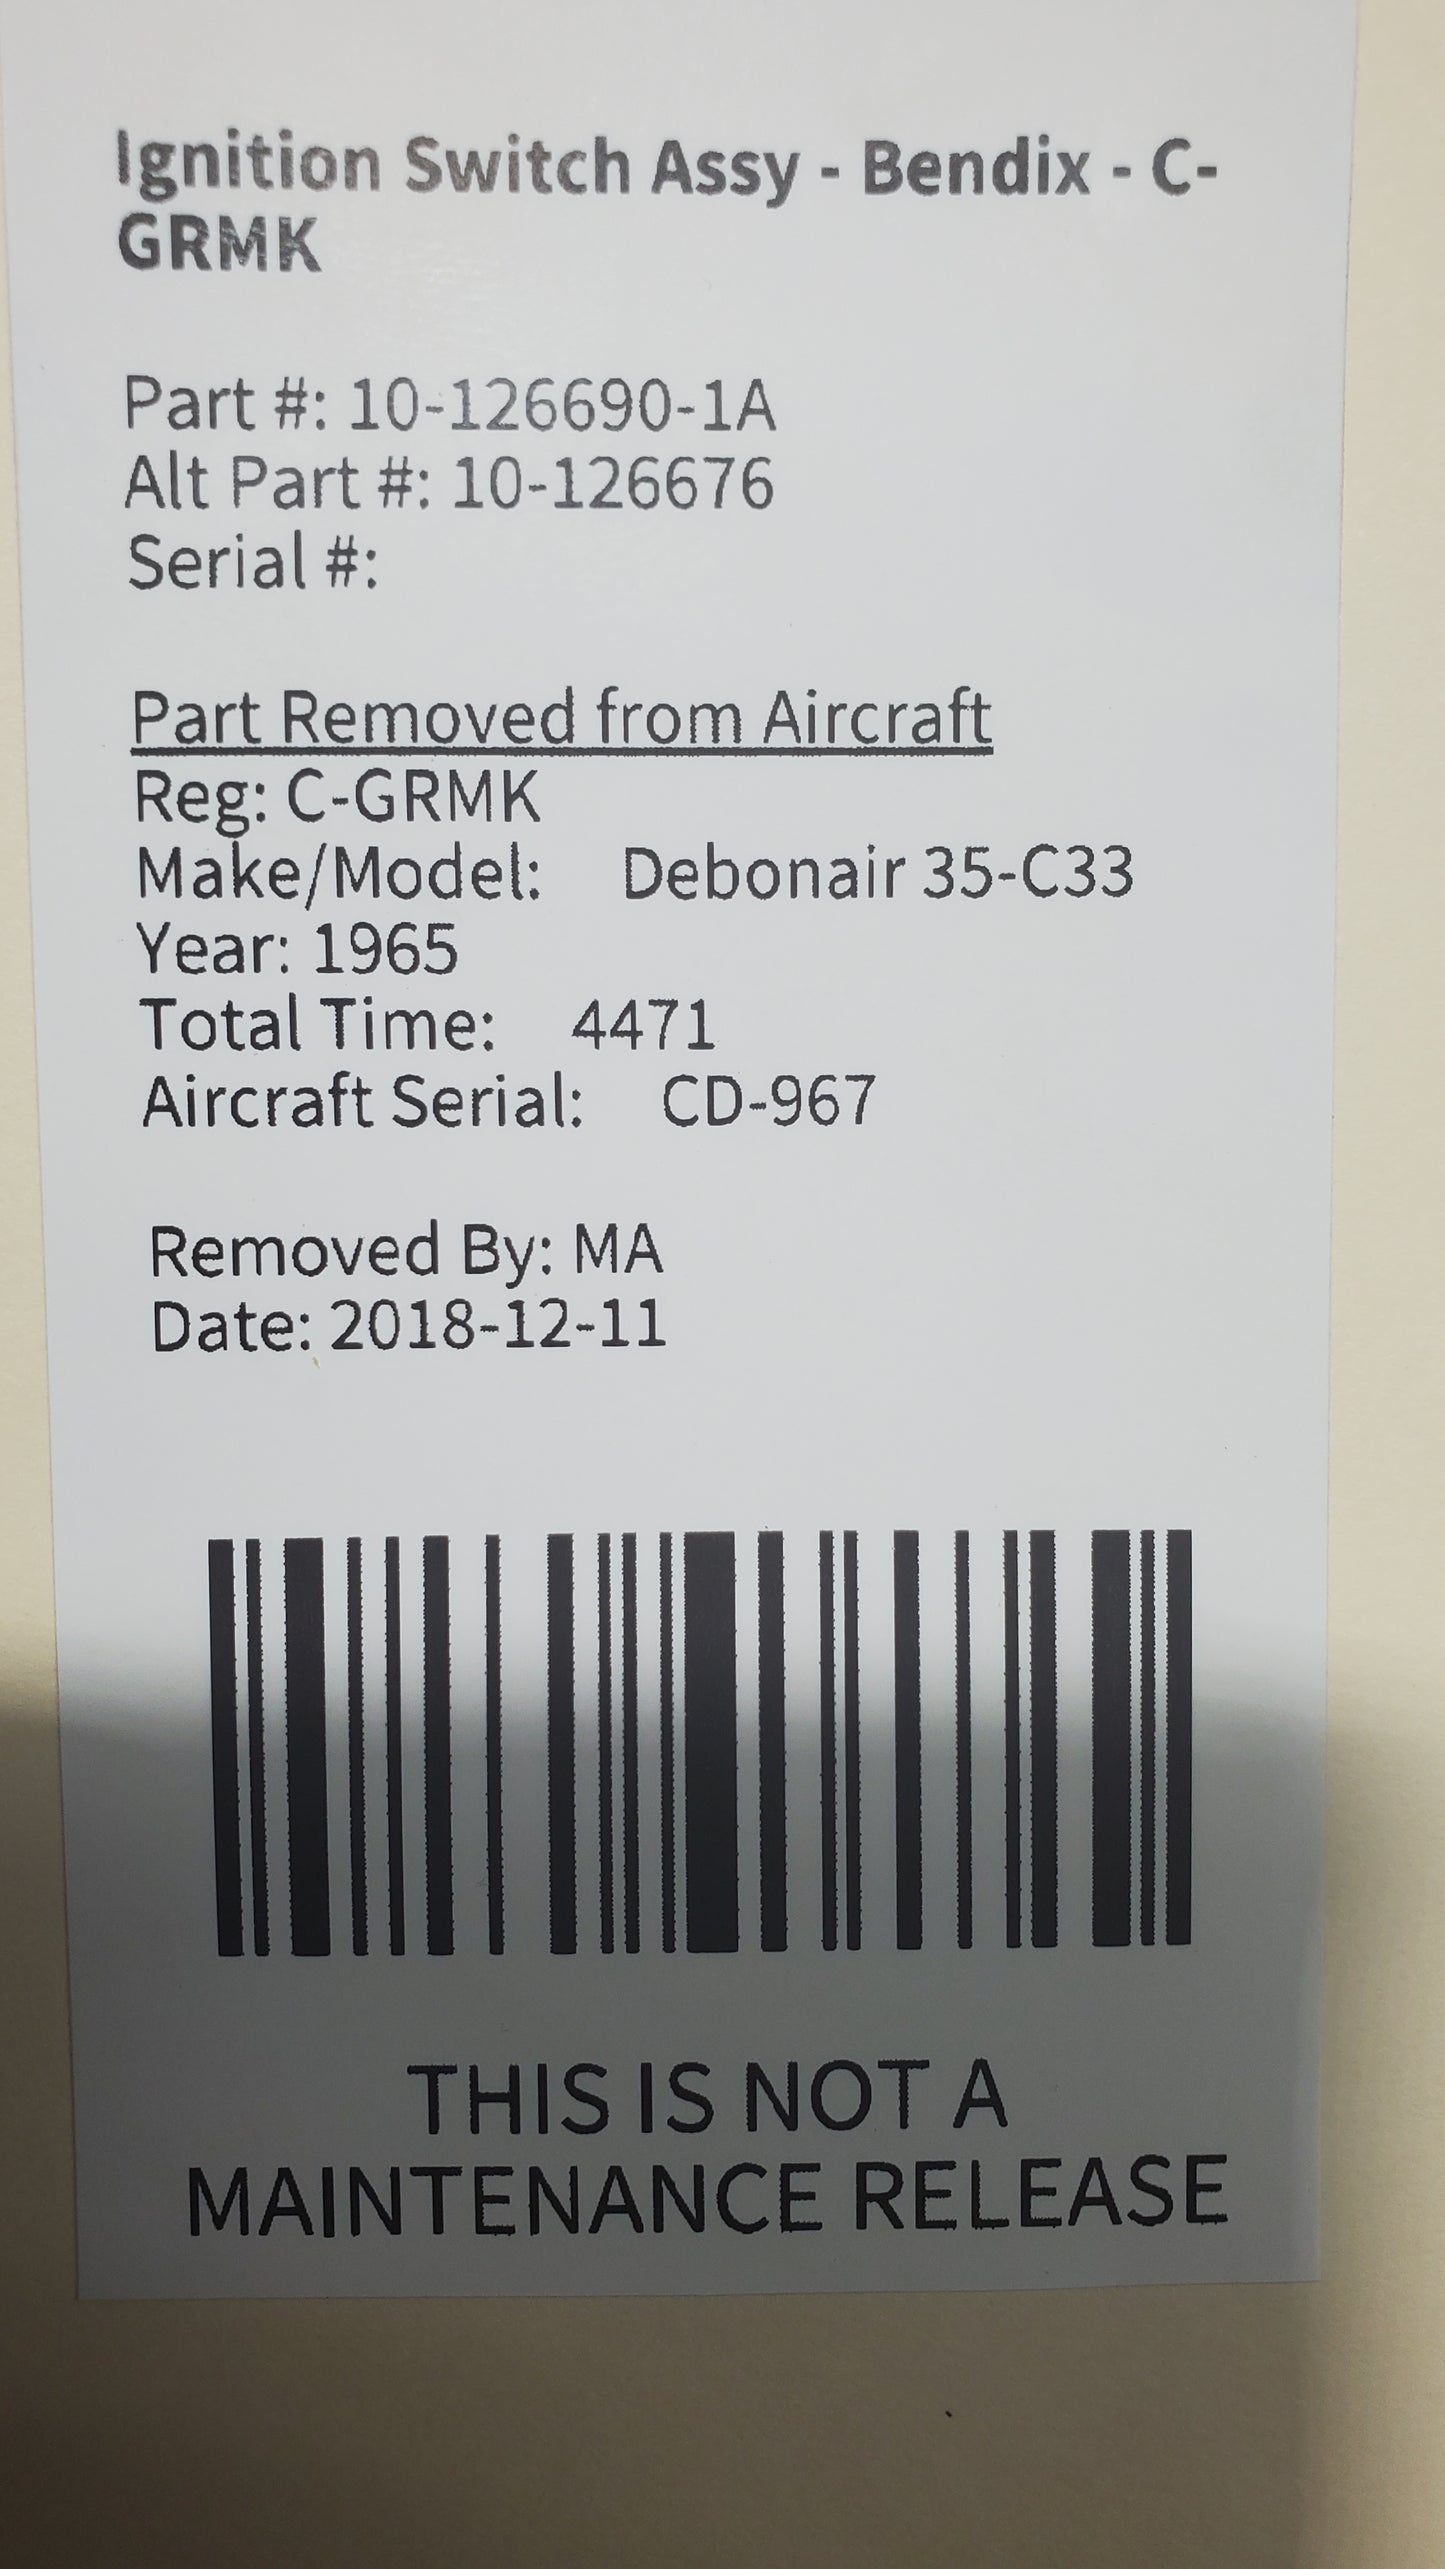 Ignition Switch Assy - Bendix - C-
GRMK
Part #: 10-126690-1A
Alt Part #: 10-126676
Serial #:
Part Removed from Aircraft
Reg: C-GRMK
Make/Model: Debonair 35-C33
Year: 1965
Total Time: 4471
Aircraft Serial: CD-967
Removed By: MA
Date: 2018-12-11
THIS IS NOT A
MAINTENANCE RELEASE